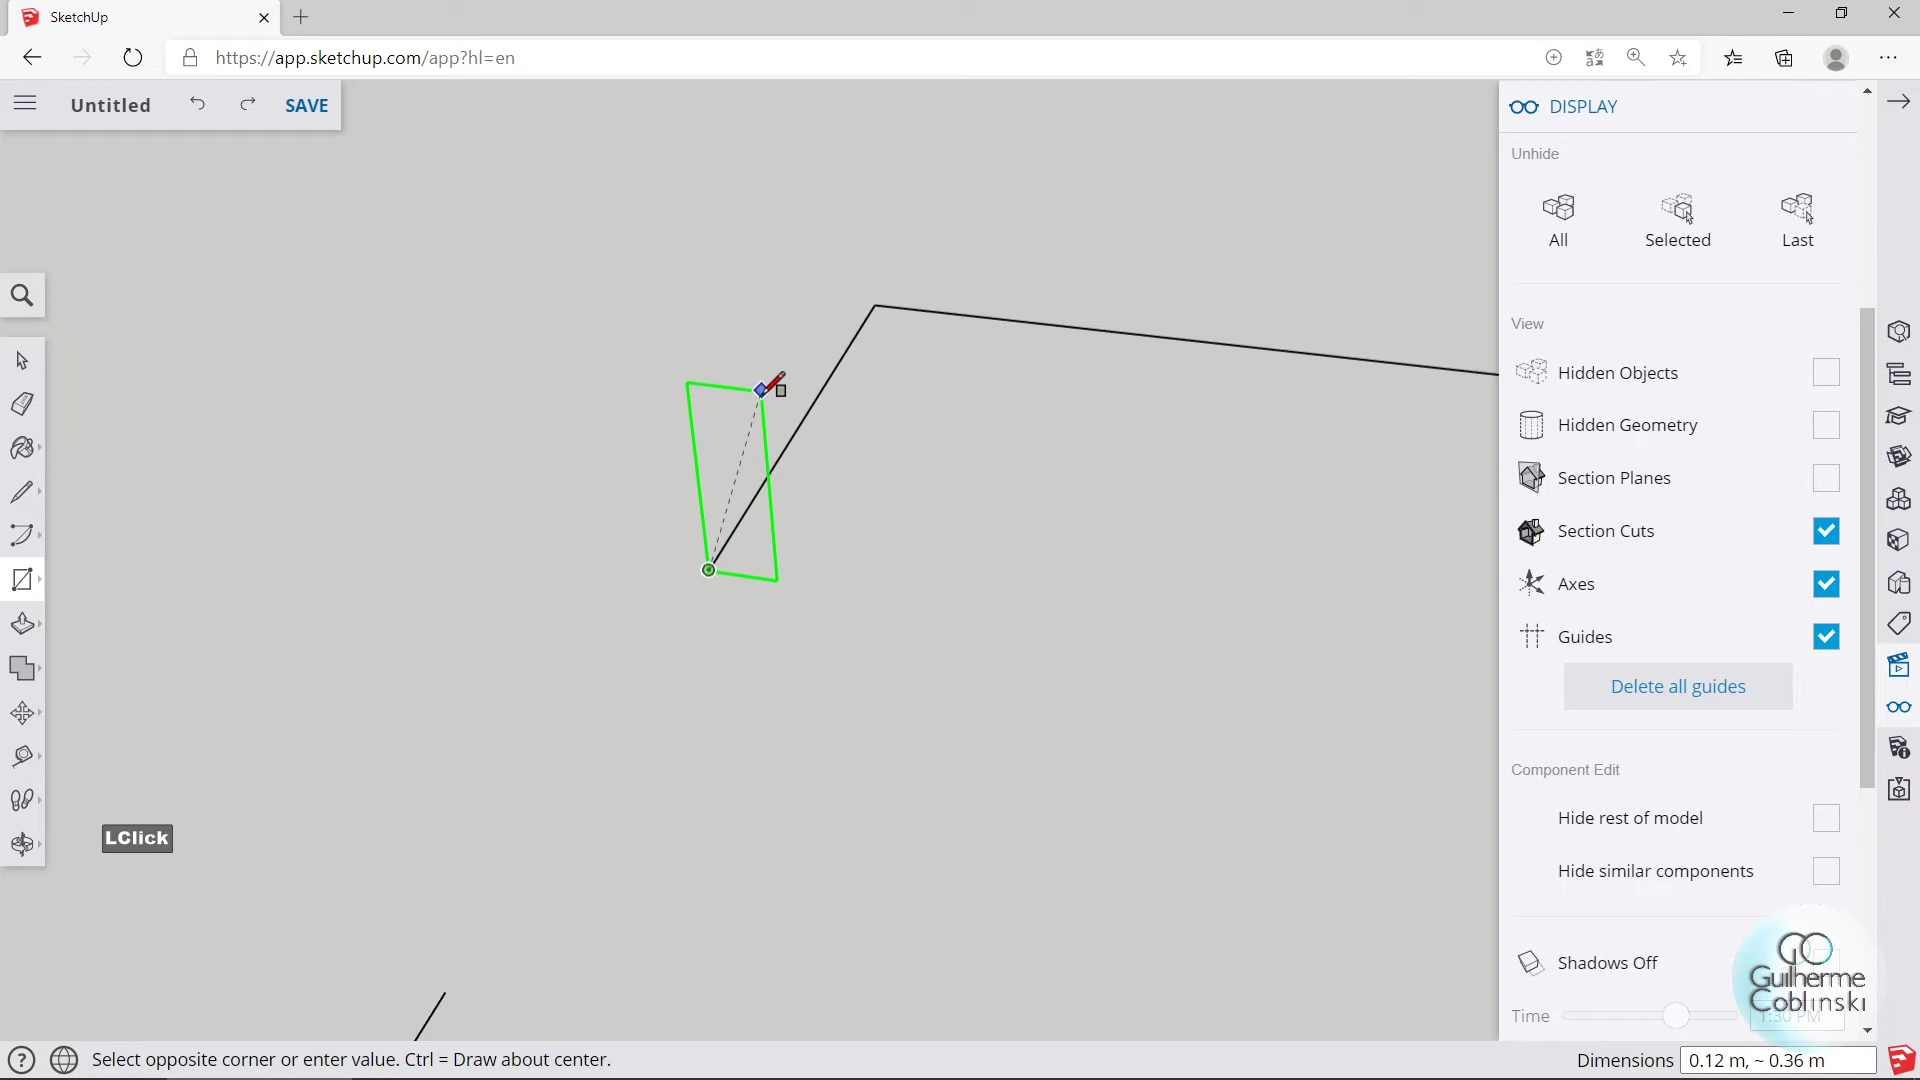 SketchUp
https://app.sketchup.com/app?hl=en
Untitled
SAVE
DISPLAY
Unhide
All
Selected
Last
View
Hidden Objects
Hidden Geometry
Section Planes
Section Cuts
Axes
Guides
Delete all guides
Component Edit
Hide rest of model
Hide similar components
LClick
Shadows Off
Guilherme
Coblinski
Time
1:30 PM
Select opposite corner or enter value. Ctrl = Draw about center.
Dimensions
0.12 m, ~ 0.36 m